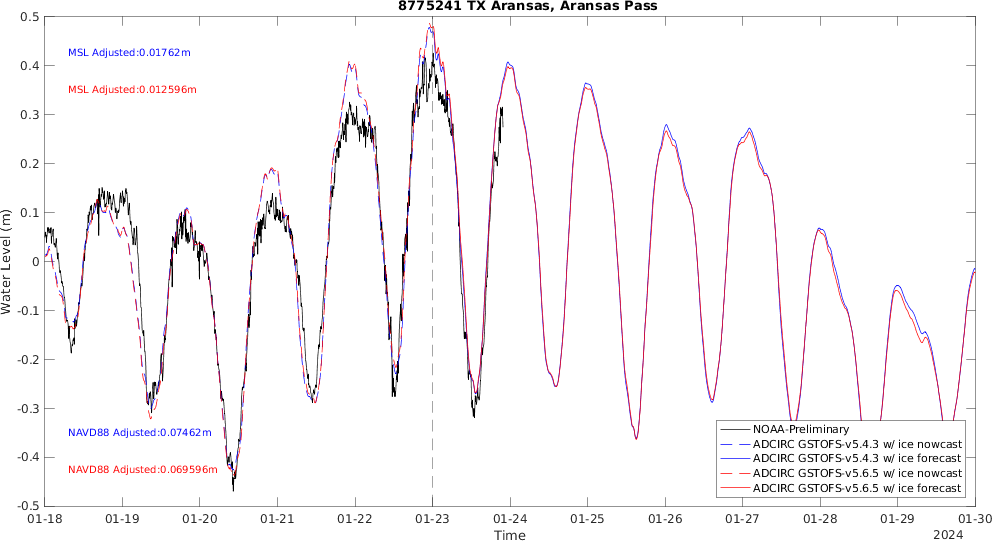 8775241 TX Aransas, Aransas Pass
0.5
0.4
0.3
0.2
0.1
0
-0.1
-0.2
-0.3
-0.4
-0.5
Water Level (m)
MSL Adjusted:0.01762m
MSL Adjusted:0.012596m
NAVD88 Adjusted:0.07462m
NAVD88 Adjusted:0.069596m
NOAA-Preliminary
ADCIRC GSTOFS-v5.4.3 w/ ice nowcast
ADCIRC GSTOFS-v5.4.3 w/ ice forecast
ADCIRC GSTOFS-v5.6.5 w/ ice nowcast
ADCIRC GSTOFS-v5.6.5 w/ ice forecast
01-18 01-19 01-20 01-21 01-22 01-23 01-24 01-25 01-26 01-27 01-28 01-29 01-30
Time
2024